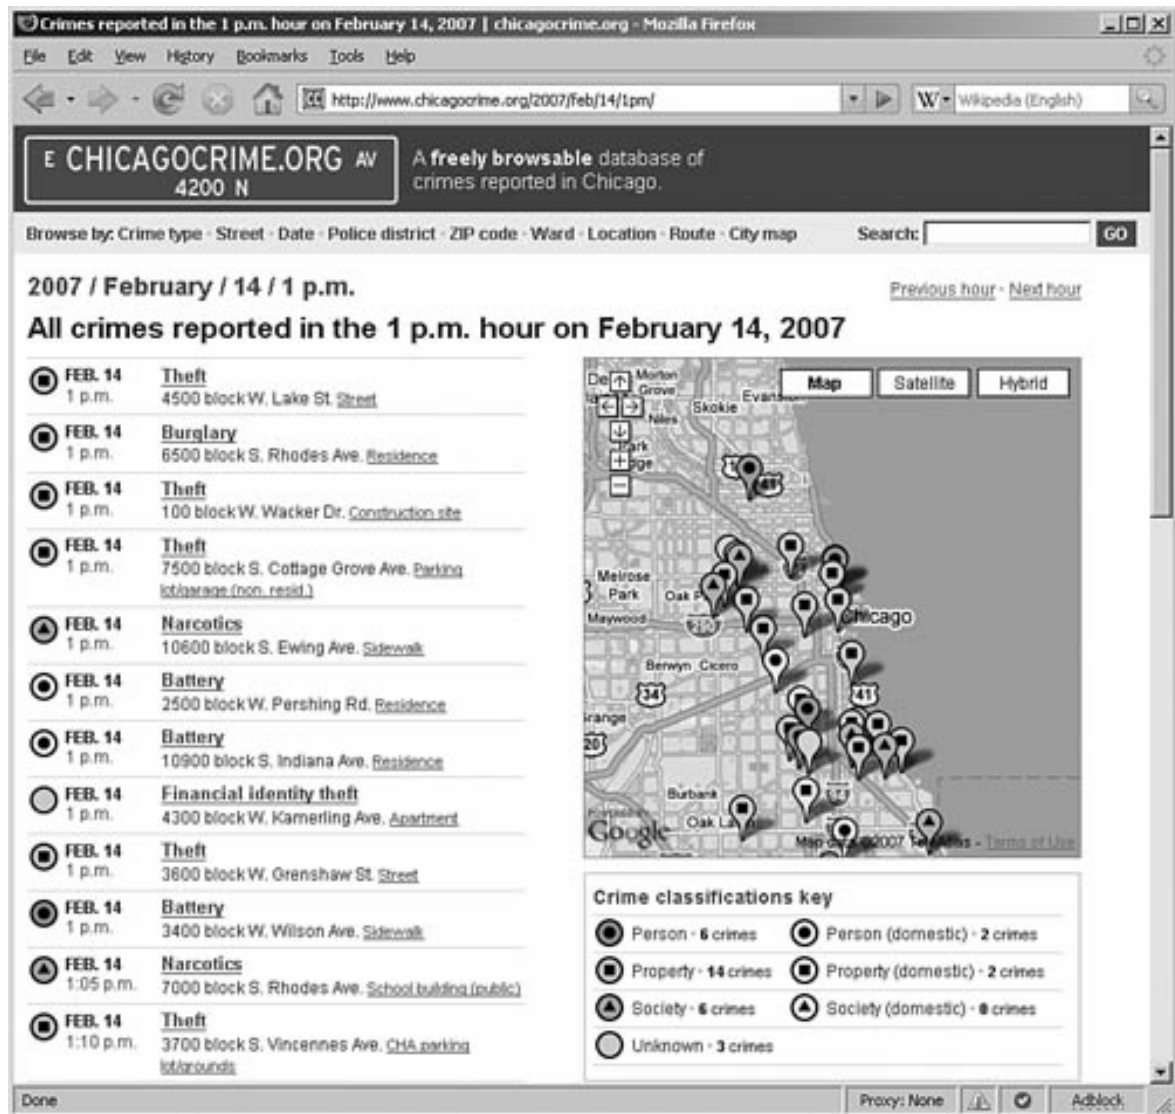 Crimes reported in the 1 p.m. hour on February 14, 2007 | chicagocrime.org - Mozilla Firefox
File Edit View History Bookmarks Tools Help
http://www.chicagocrime.org/2007/feb/14/1pm/
W Wikipedia (English)
E CHICAGOCRIME.ORG AV
4200 N
A freely browsable database of
crimes reported in Chicago.
Browse by: Crime type · Street · Date · Police district · ZIP code · Ward · Location · Route · City map
Search: GO
2007 / February / 14 / 1 p.m.
Previous hour · Next hour
All crimes reported in the 1 p.m. hour on February 14, 2007
FEB. 14 Theft
1 p.m. 4500 block W. Lake St. Street
FEB. 14 Burglary
1 p.m. 6500 block S. Rhodes Ave. Residence
FEB. 14 Theft
1 p.m. 100 block W. Wacker Dr. Construction site
FEB. 14 Theft
1 p.m. 7500 block S. Cottage Grove Ave. Parking
lot/garage (non. resid.)
FEB. 14 Narcotics
1 p.m. 10600 block S. Ewing Ave. Sidewalk
FEB. 14 Battery
1 p.m. 2500 block W. Pershing Rd. Residence
FEB. 14 Battery
1 p.m. 10900 block S. Indiana Ave. Residence
FEB. 14 Financial identity theft
1 p.m. 4300 block W. Kamerling Ave. Apartment
FEB. 14 Theft
1 p.m. 3600 block W. Grenshaw St. Street
FEB. 14 Battery
1 p.m. 3400 block W. Wilson Ave. Sidewalk
FEB. 14 Narcotics
1:05 p.m. 7000 block S. Rhodes Ave. School building (public)
FEB. 14 Theft
1:10 p.m. 3700 block S. Vincennes Ave. CHA parking
lot/grounds
Map Satellite Hybrid
Morton
Grove
Skokie
Niles
41
Melrose
Park
Maywood
Chicago
Berwyn Cicero
34
41
20
Burbank
Google
©2007
Terms of Use
Crime classifications key
Person · 6 crimes
Person (domestic) · 2 crimes
Property · 14 crimes
Property (domestic) · 2 crimes
Society · 6 crimes
Society (domestic) · 0 crimes
Unknown · 3 crimes
Done
Proxy: None
Adblock